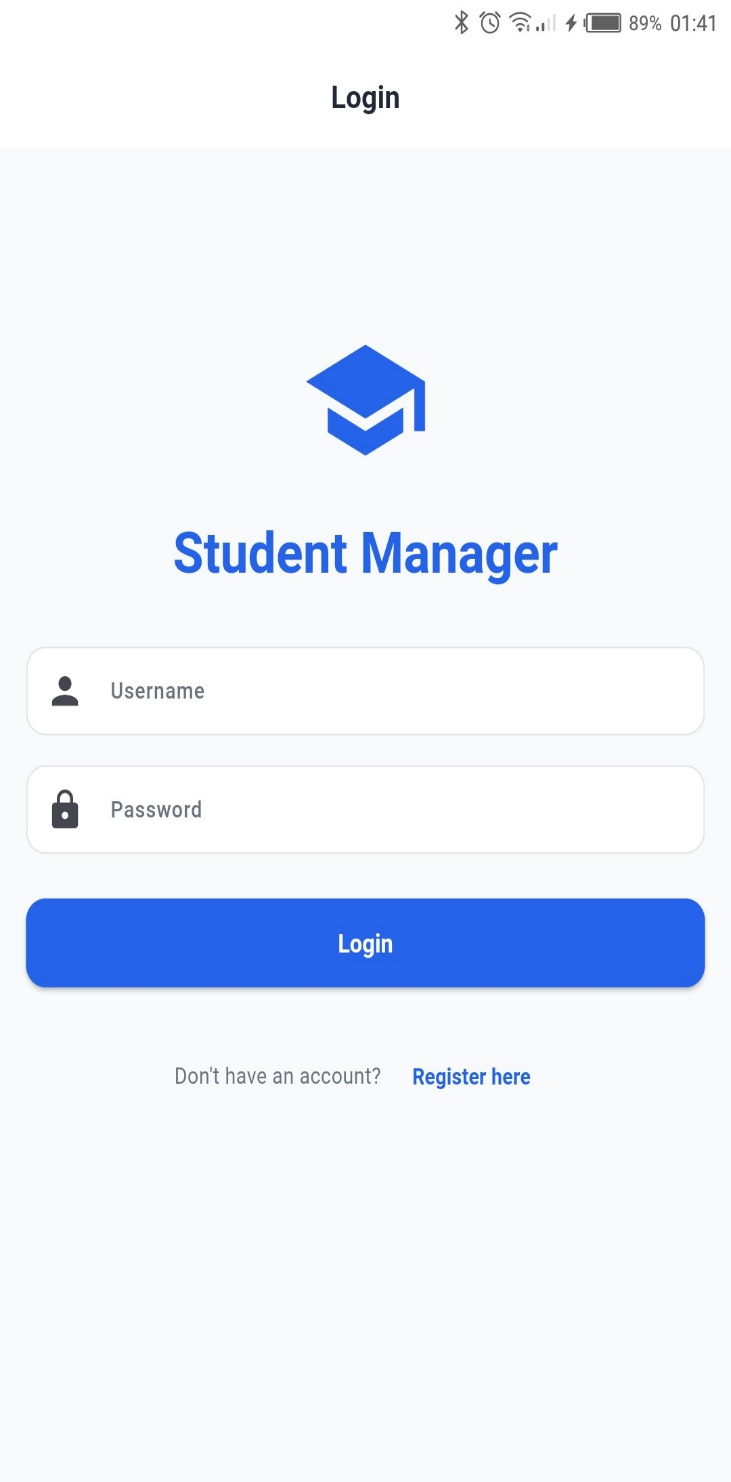 89% 01:41
Login
Student Manager
Username
Password
Login
Don't have an account? Register here